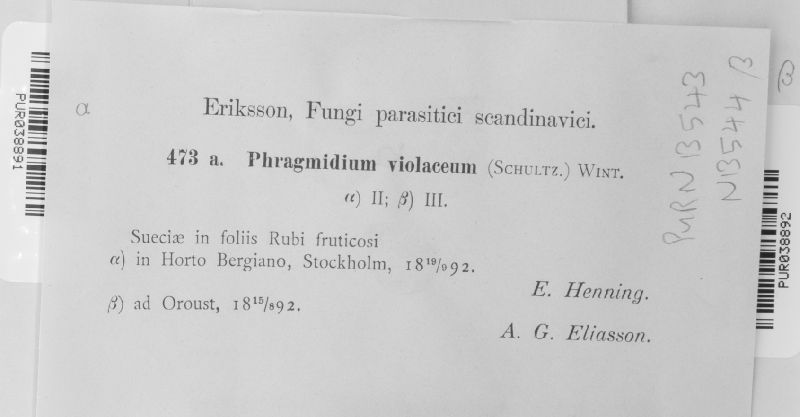 α
Eriksson, Fungi parasitici scandinavici.
473 a. Phragmidium violaceum (Schultz.) Wint.
α) II; β) III.
Sueciæ in foliis Rubi fruticosi
α) in Horto Bergiano, Stockholm, 18¹⁹/₉92.
E. Henning.
β) ad Oroust, 18¹⁵/₈92.
A. G. Eliasson.
PUR N 13543
N13544 β
PUR038891
PUR038892